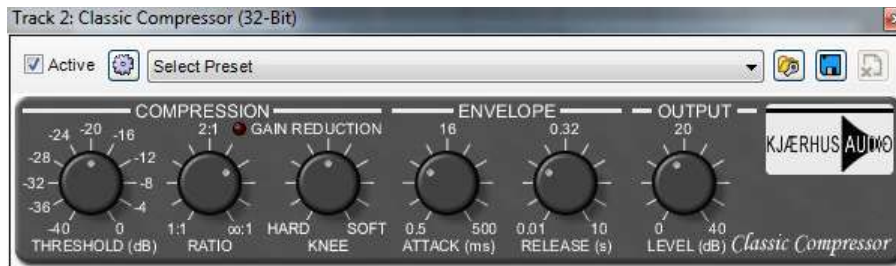 Track 2: Classic Compressor (32-Bit)
Active Select Preset
COMPRESSION ENVELOPE OUTPUT
-24 -20 -16 2:1 GAIN REDUCTION 16 0.32 20
KJÆRHUS AUDIO
-28 -12
-32 -8
-36 -4
-40 0 1:1 ∞:1 HARD SOFT 0.5 500 0.01 10 0 40
THRESHOLD (dB) RATIO KNEE ATTACK (ms) RELEASE (s) LEVEL (dB) Classic Compressor